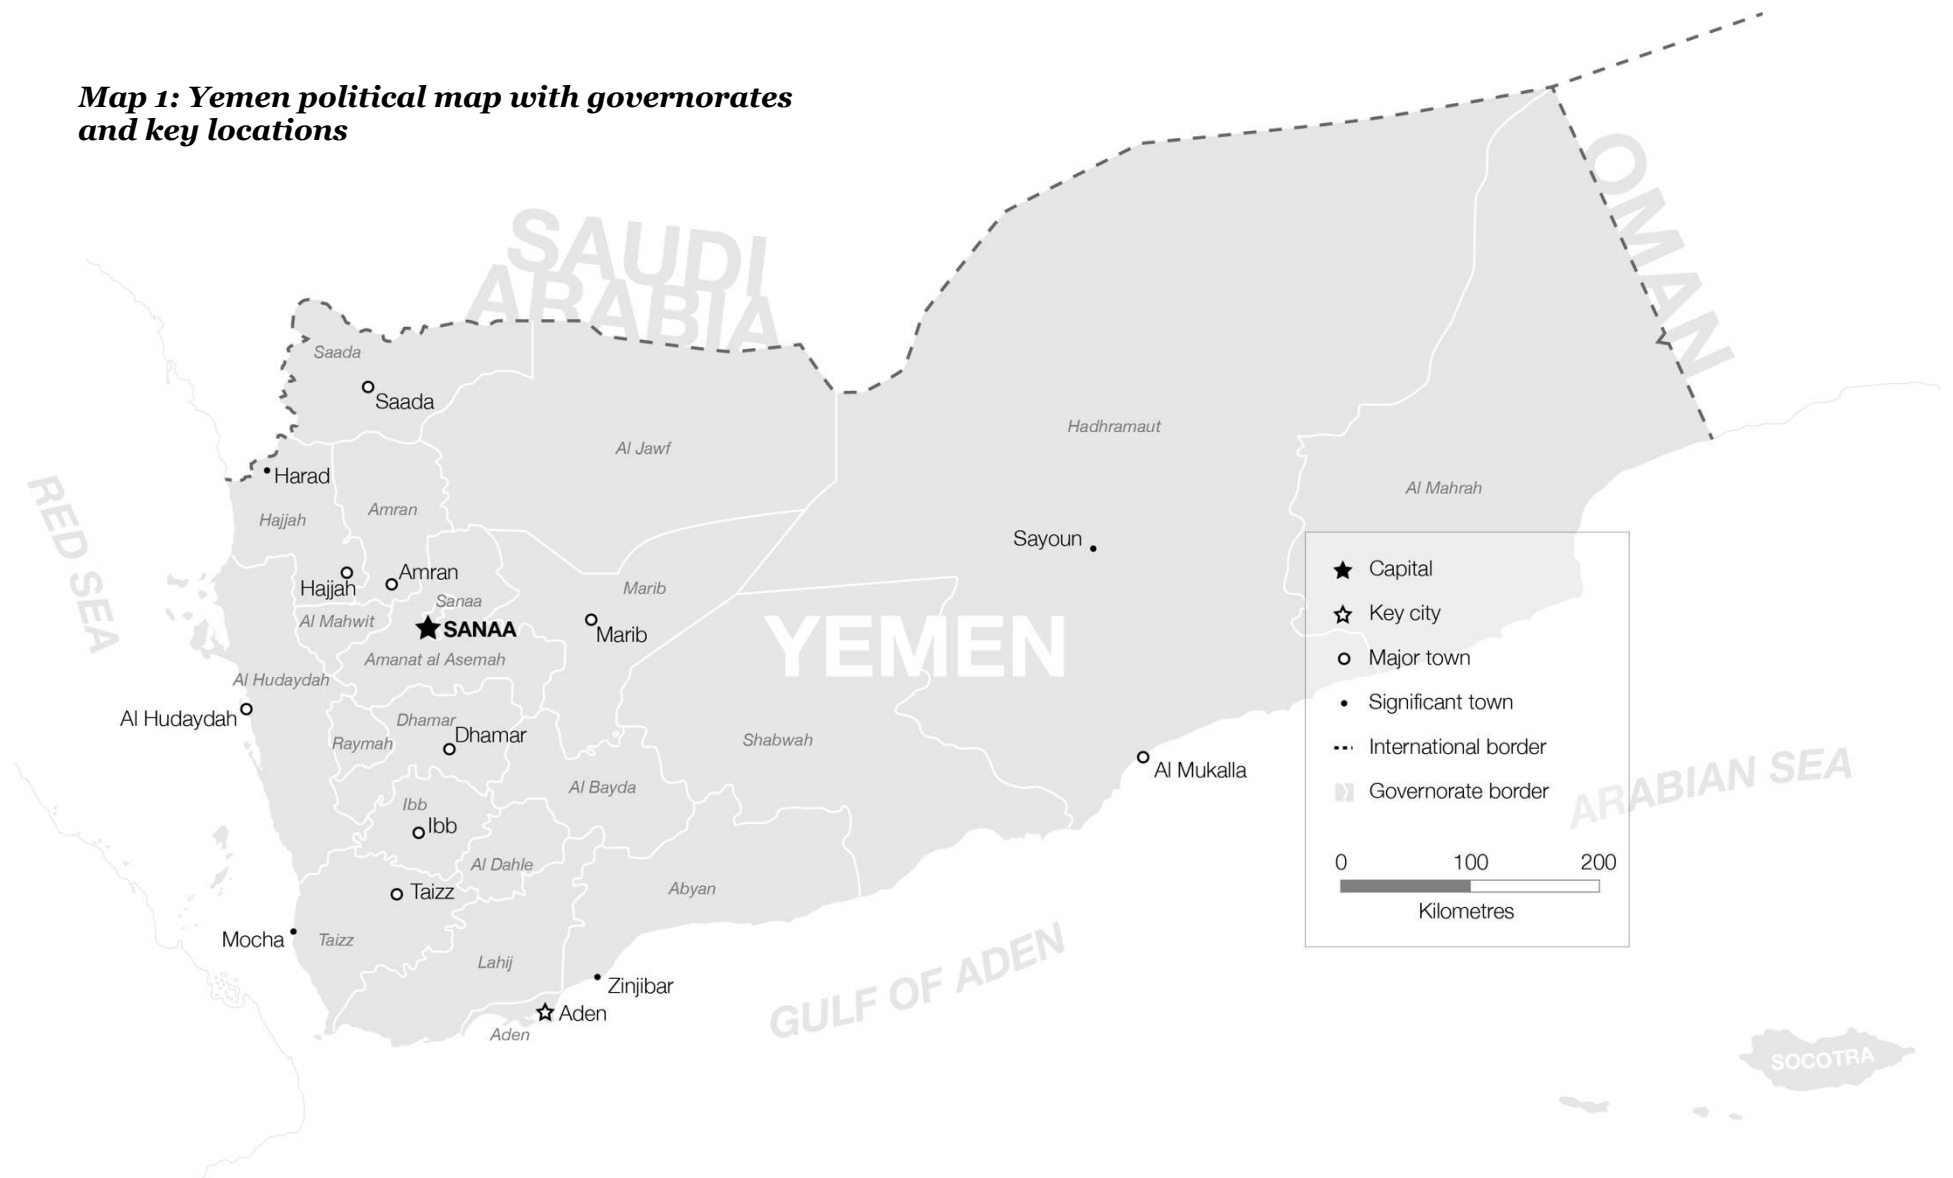 Map 1: Yemen political map with governorates
and key locations
SAUDI
ARABIA
OMAN
Saada
Saada
Harad
Hajjah
Amran
Al Jawf
Hadhramaut
Al Mahrah
RED SEA
Sayoun
Hajjah
Amran
Sanaa
Marib
Al Mahwit
SANAA
Marib
YEMEN
Amanat al Asemah
Al Hudaydah
Al Hudaydah
Dhamar
Dhamar
Raymah
Shabwah
Al Bayda
Al Mukalla
Ibb
Ibb
Al Dahle
Taizz
Abyan
Mocha
Taizz
Lahij
Zinjibar
Aden
Aden
GULF OF ADEN
ARABIAN SEA
SOCOTRA
Capital
Key city
Major town
Significant town
International border
Governorate border
0 100 200
Kilometres